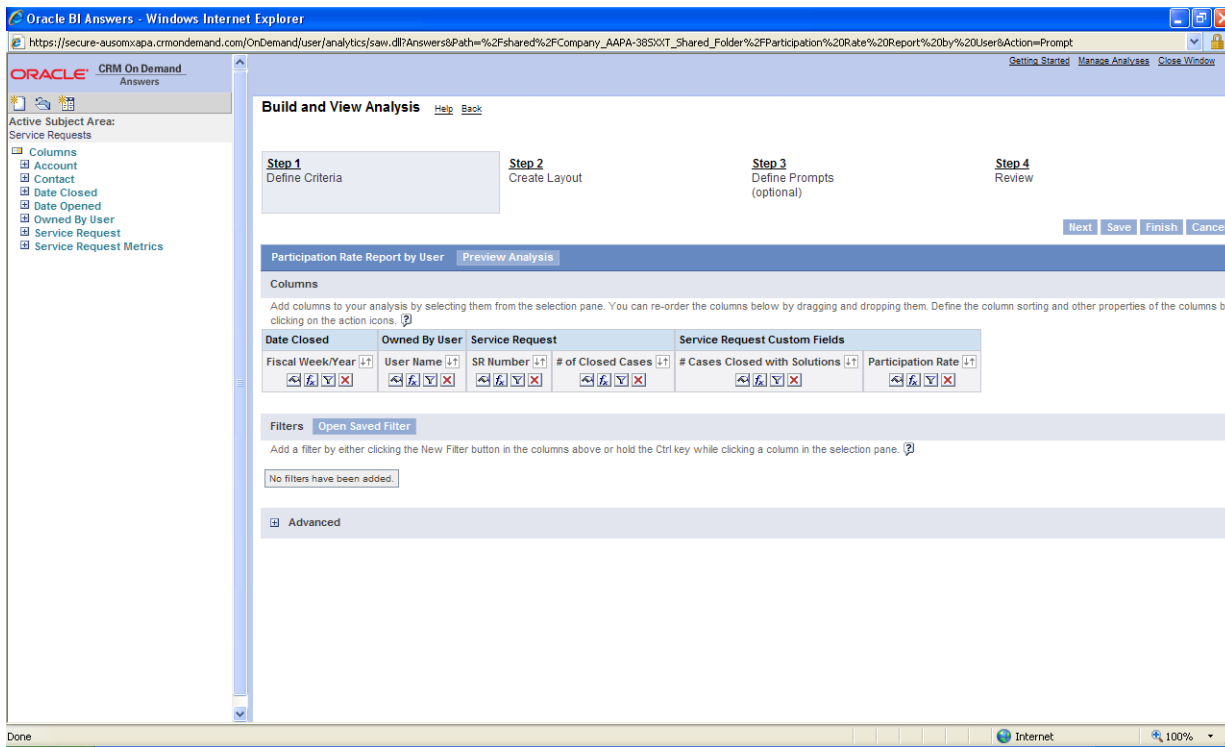 Oracle BI Answers - Windows Internet Explorer
https://secure-ausomxapa.crmondemand.com/OnDemand/user/analytics/saw.dll?Answers&Path=%2Fshared%2FCompany_AAPA-38SXXT_Shared_Folder%2FParticipation%20Rate%20Report%20by%20User&Action=Prompt
ORACLE CRM On Demand
Answers
Getting Started Manage Analyses Close Window
Build and View Analysis Help Back
Active Subject Area:
Service Requests
Columns
Account
Contact
Date Closed
Date Opened
Owned By User
Service Request
Service Request Metrics
Step 1 Step 2 Step 3 Step 4
Define Criteria Create Layout Define Prompts Review
(optional)
Next Save Finish Cance
Participation Rate Report by User Preview Analysis
Columns
Add columns to your analysis by selecting them from the selection pane. You can re-order the columns below by dragging and dropping them. Define the column sorting and other properties of the columns b
clicking on the action icons. ?
Date Closed Owned By User Service Request Service Request Custom Fields
Fiscal Week/Year User Name SR Number # of Closed Cases # Cases Closed with Solutions Participation Rate
fx fx fx fx fx fx
Filters Open Saved Filter
Add a filter by either clicking the New Filter button in the columns above or hold the Ctrl key while clicking a column in the selection pane. ?
No filters have been added.
Advanced
Done Internet 100%